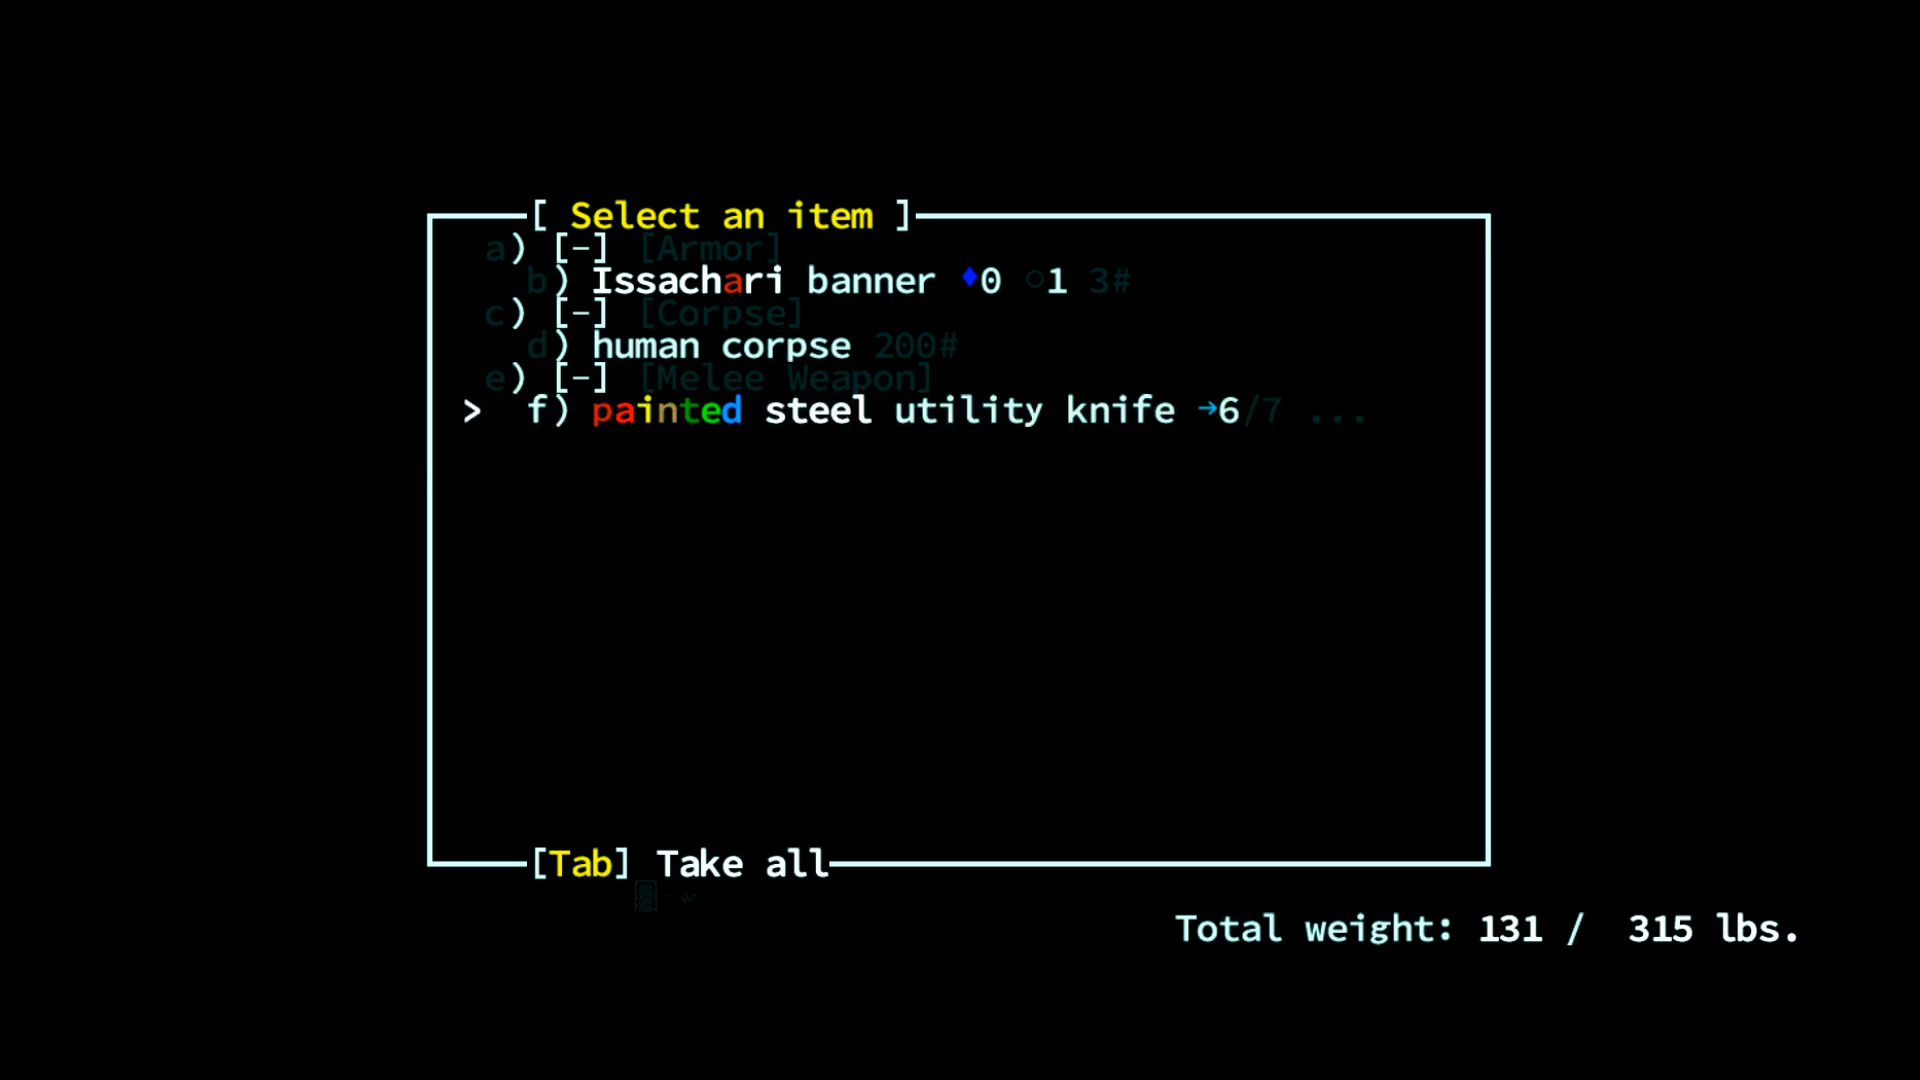 [ Select an item ]
a) [-] [Armor]
b) Issachari banner ♦0 ○1 3#
c) [-] [Corpse]
d) human corpse 200#
e) [-] [Melee Weapon]
> f) painted steel utility knife →6/7 ...
[Tab] Take all
Total weight: 131 / 315 lbs.